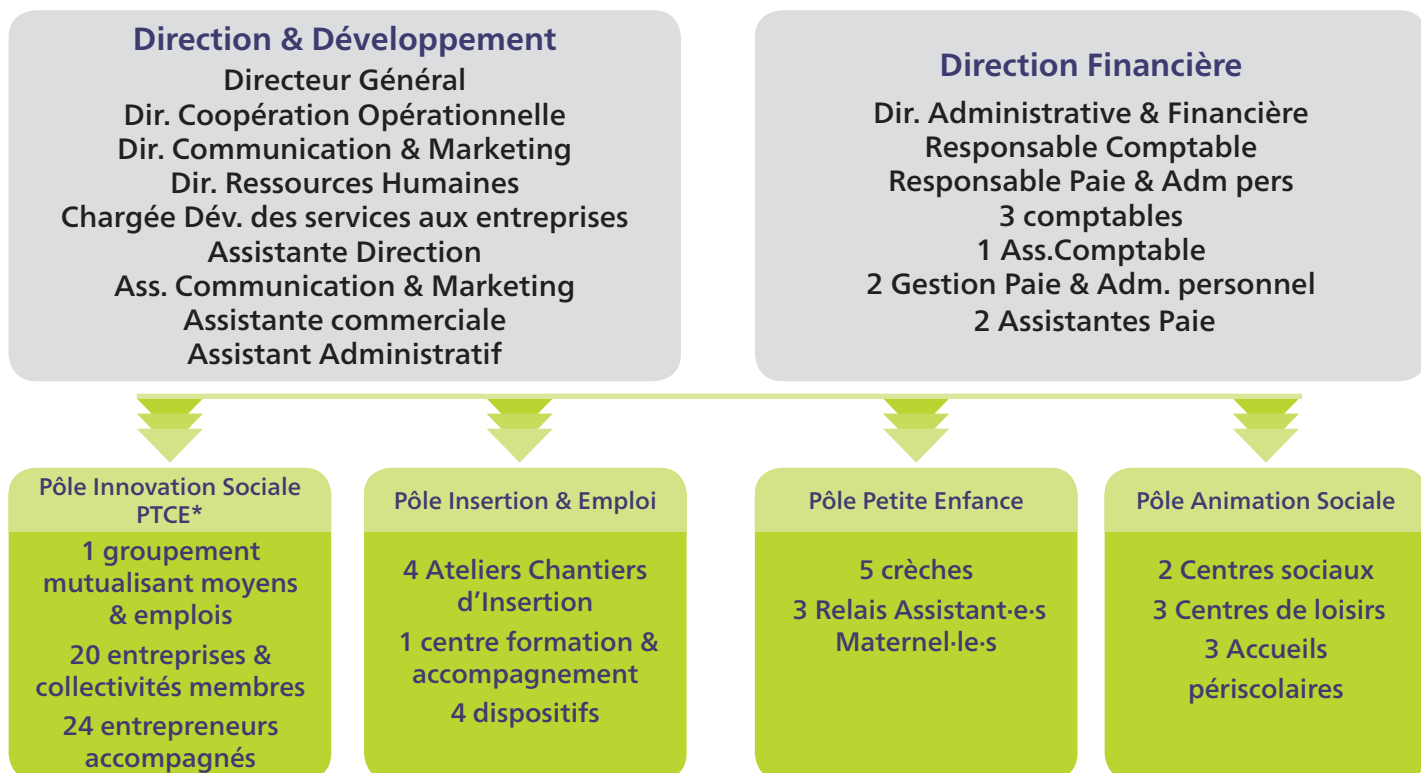 Direction & Développement
Directeur Général
Dir. Coopération Opérationnelle
Dir. Communication & Marketing
Dir. Ressources Humaines
Chargée Dév. des services aux entreprises
Assistante Direction
Ass. Communication & Marketing
Assistante commerciale
Assistant Administratif
Direction Financière
Dir. Administrative & Financière
Responsable Comptable
Responsable Paie & Adm pers
3 comptables
1 Ass.Comptable
2 Gestion Paie & Adm. personnel
2 Assistantes Paie
Pôle Innovation Sociale
PTCE*
1 groupement
mutualisant moyens
& emplois
20 entreprises &
collectivités membres
24 entrepreneurs
accompagnés
Pôle Insertion & Emploi
4 Ateliers Chantiers
d’Insertion
1 centre formation &
accompagnement
4 dispositifs
Pôle Petite Enfance
5 crèches
3 Relais Assistant·e·s
Maternel·le·s
Pôle Animation Sociale
2 Centres sociaux
3 Centres de loisirs
3 Accueils
périscolaires